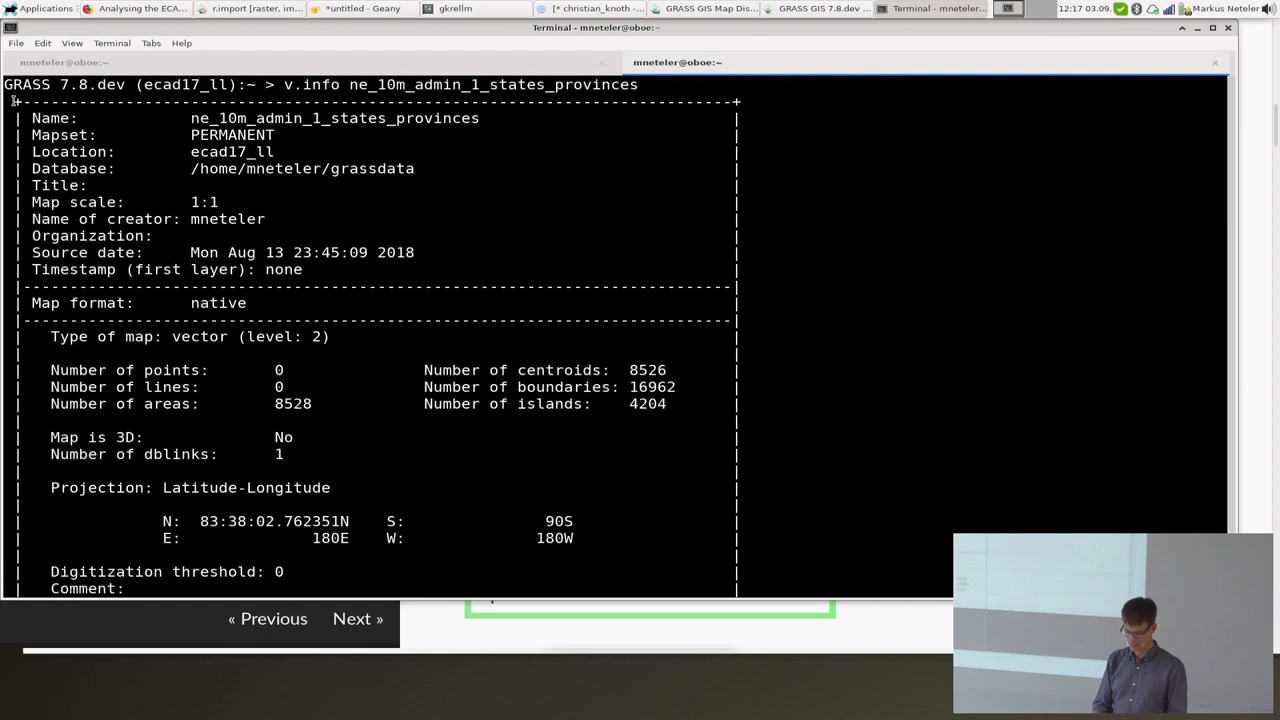 Applications
Analysing the ECA...
r.import [raster, im...
*untitled - Geany
gkrellm
[* christian_knoth -...
GRASS GIS Map Dis...
GRASS GIS 7.8.dev ...
Terminal - mneteler...
12:17 03.09.
Markus Neteler
Terminal - mneteler@oboe:~
File Edit View Terminal Tabs Help
mneteler@oboe:~
mneteler@oboe:~
GRASS 7.8.dev (ecad17_ll):~ > v.info ne_10m_admin_1_states_provinces
Name: ne_10m_admin_1_states_provinces
Mapset: PERMANENT
Location: ecad17_ll
Database: /home/mneteler/grassdata
Title:
Map scale: 1:1
Name of creator: mneteler
Organization:
Source date: Mon Aug 13 23:45:09 2018
Timestamp (first layer): none
Map format: native
Type of map: vector (level: 2)
Number of points: 0 Number of centroids: 8526
Number of lines: 0 Number of boundaries: 16962
Number of areas: 8528 Number of islands: 4204
Map is 3D: No
Number of dblinks: 1
Projection: Latitude-Longitude
N: 83:38:02.762351N S: 90S
E: 180E W: 180W
Digitization threshold: 0
Comment:
« Previous Next »